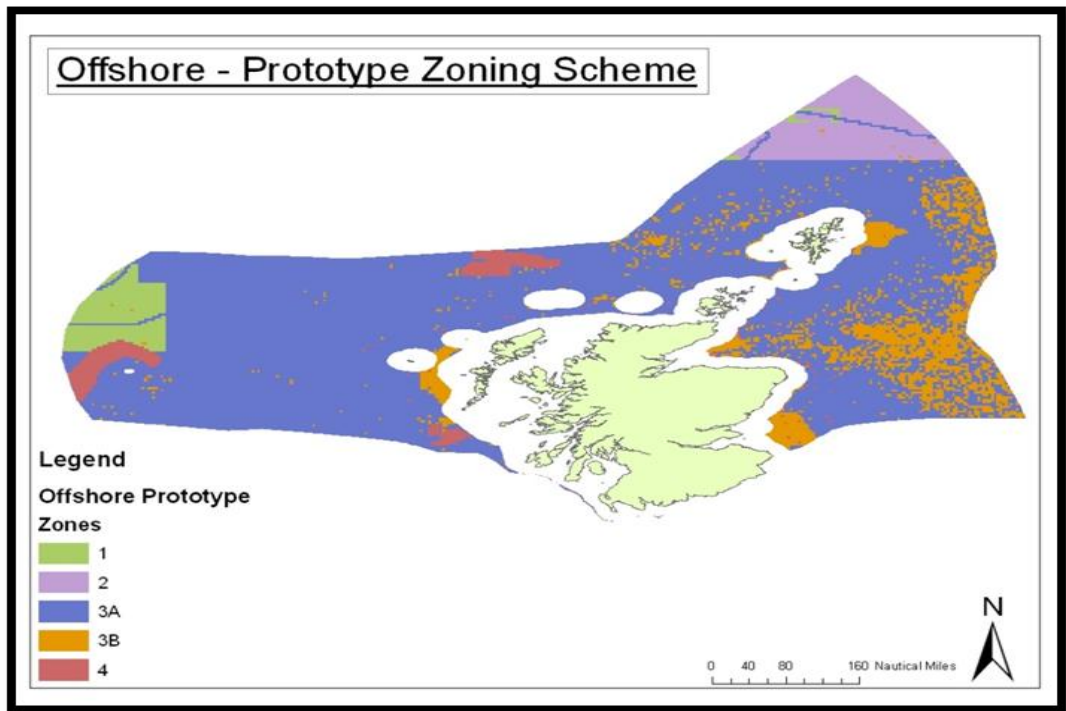 Offshore - Prototype Zoning Scheme
Legend
Offshore Prototype
Zones
1
2
3A
3B
4
N
0 40 80 160 Nautical Miles